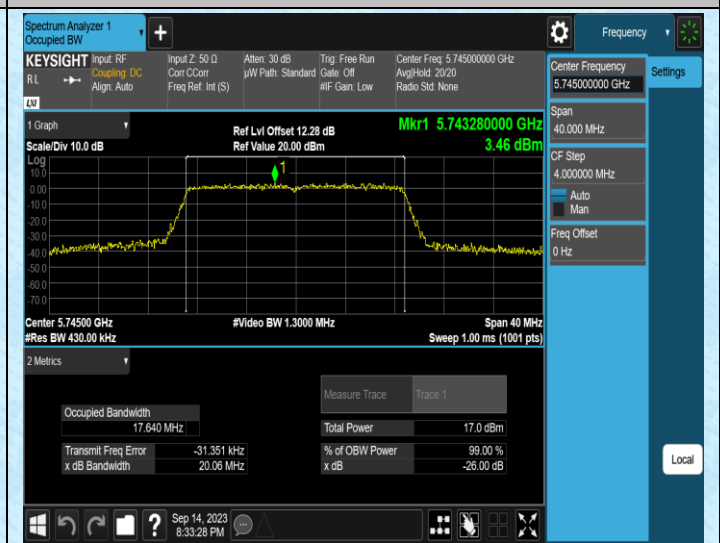 Spectrum Analyzer 1
Occupied BW
Frequency
KEYSIGHT
RL
LXI
Input: RF
Coupling: DC
Align: Auto
Input Z: 50 Ω
Corr CCorr
Freq Ref: Int (S)
Atten: 30 dB
µW Path: Standard
Trig: Free Run
Gate: Off
#IF Gain: Low
Center Freq: 5.745000000 GHz
Avg|Hold: 20/20
Radio Std: None
Center Frequency
5.745000000 GHz
Settings
Span
40.000 MHz
CF Step
4.000000 MHz
Auto
Man
Freq Offset
0 Hz
1 Graph
Scale/Div 10.0 dB
Ref Lvl Offset 12.28 dB
Ref Value 20.00 dBm
Mkr1 5.743280000 GHz
3.46 dBm
Log
10.0
0.00
-10.0
-20.0
-30.0
-40.0
-50.0
-60.0
-70.0
1
Center 5.74500 GHz
#Video BW 1.3000 MHz
Span 40 MHz
#Res BW 430.00 kHz
Sweep 1.00 ms (1001 pts)
2 Metrics
Measure Trace Trace 1
Occupied Bandwidth
17.640 MHz
Total Power 17.0 dBm
Transmit Freq Error -31.351 kHz
% of OBW Power 99.00 %
x dB Bandwidth 20.06 MHz
x dB -26.00 dB
Local
?
Sep 14, 2023
8:33:28 PM